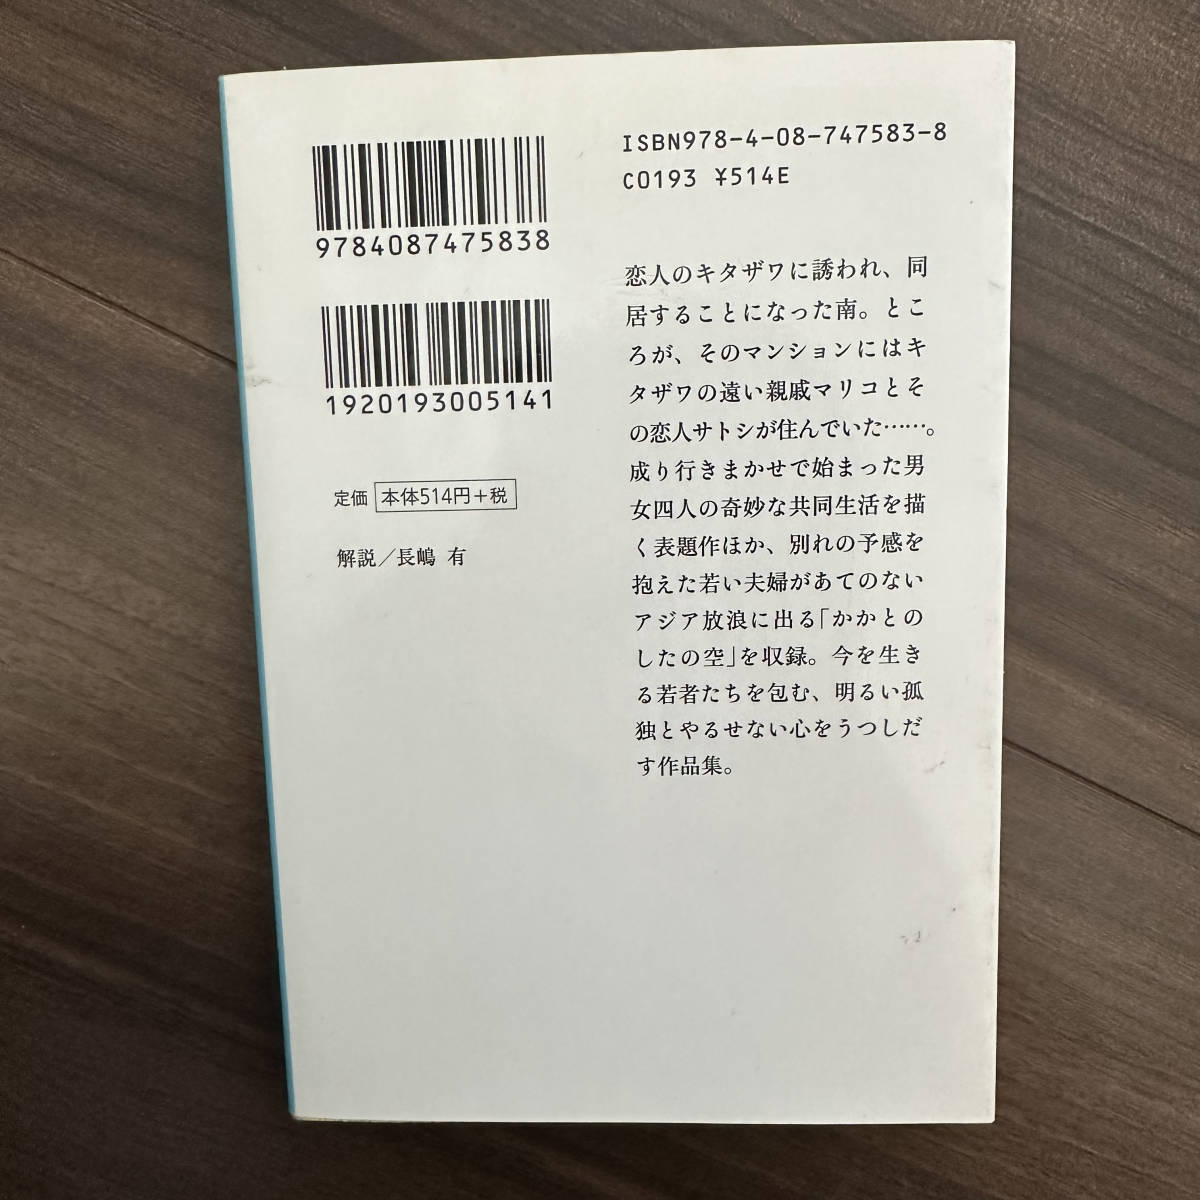 9784087475838
1920193005141
定価 本体514円+税
解説/長嶋 有
ISBN978-4-08-747583-8
C0193 ¥514E
恋人のキタザワに誘われ、同
居することになった南。とこ
ろが、そのマンションにはキ
タザワの遠い親戚マリコとそ
の恋人サトシが住んでいた……。
成り行きまかせで始まった男
女四人の奇妙な共同生活を描
く表題作ほか、別れの予感を
抱えた若い夫婦があてのない
アジア放浪に出る「かかとの
したの空」を収録。今を生き
る若者たちを包む、明るい孤
独とやるせない心をうつしだ
す作品集。